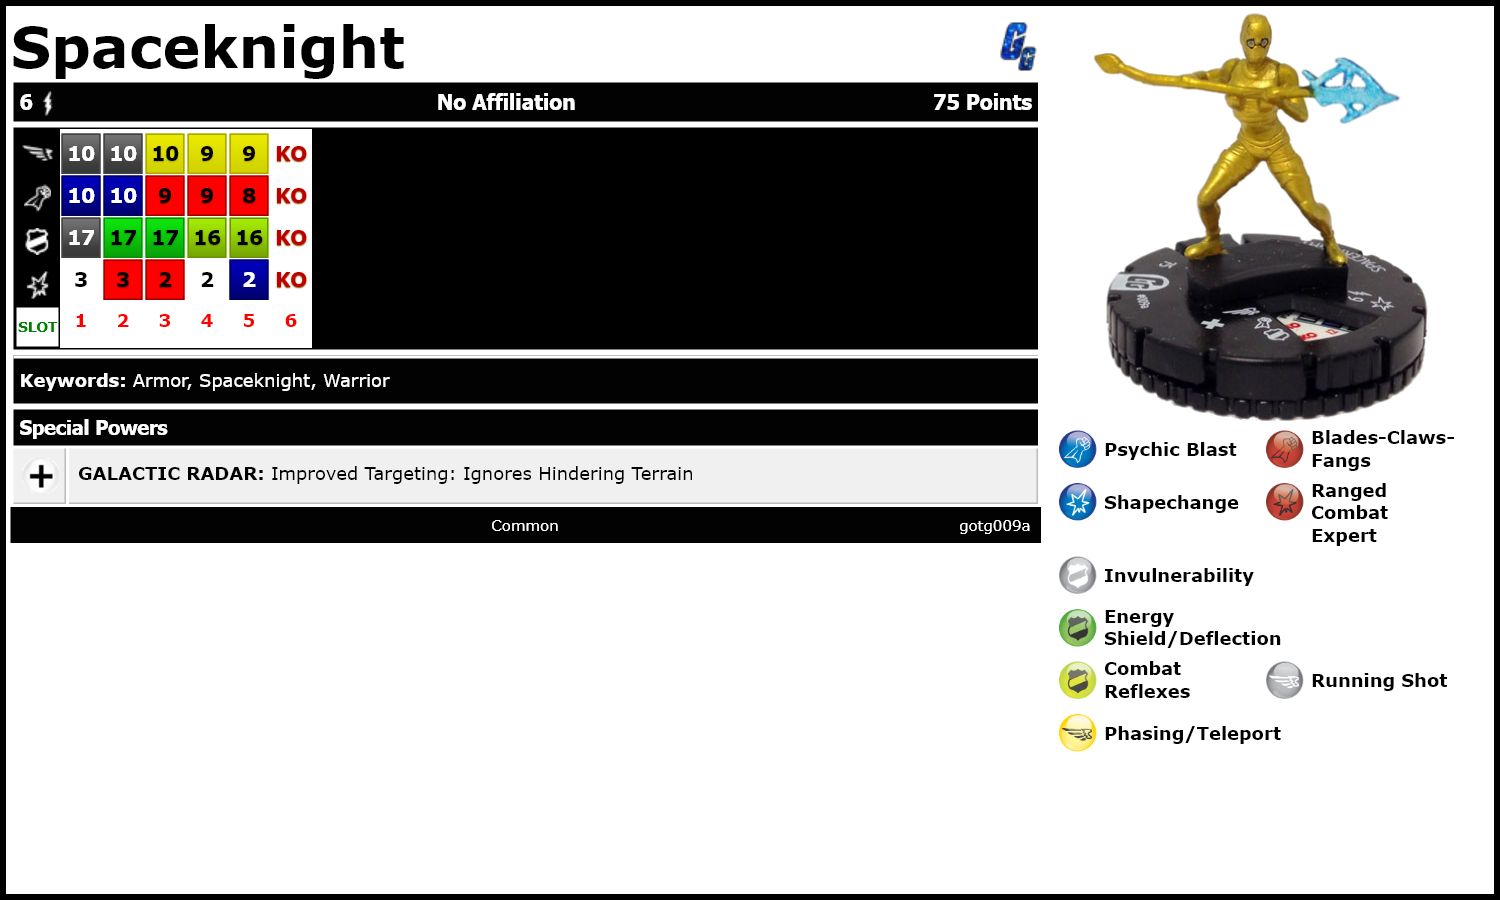 Spaceknight
GG
6 No Affiliation 75 Points
10 10 10 9 9 KO
10 10 9 9 8 KO
17 17 17 16 16 KO
3 3 2 2 2 KO
SLOT 1 2 3 4 5 6
Keywords: Armor, Spaceknight, Warrior
Special Powers
+ GALACTIC RADAR: Improved Targeting: Ignores Hindering Terrain
Common gotg009a
Psychic Blast
Blades-Claws-
Fangs
Shapechange
Ranged
Combat
Expert
Invulnerability
Energy
Shield/Deflection
Combat
Reflexes
Running Shot
Phasing/Teleport